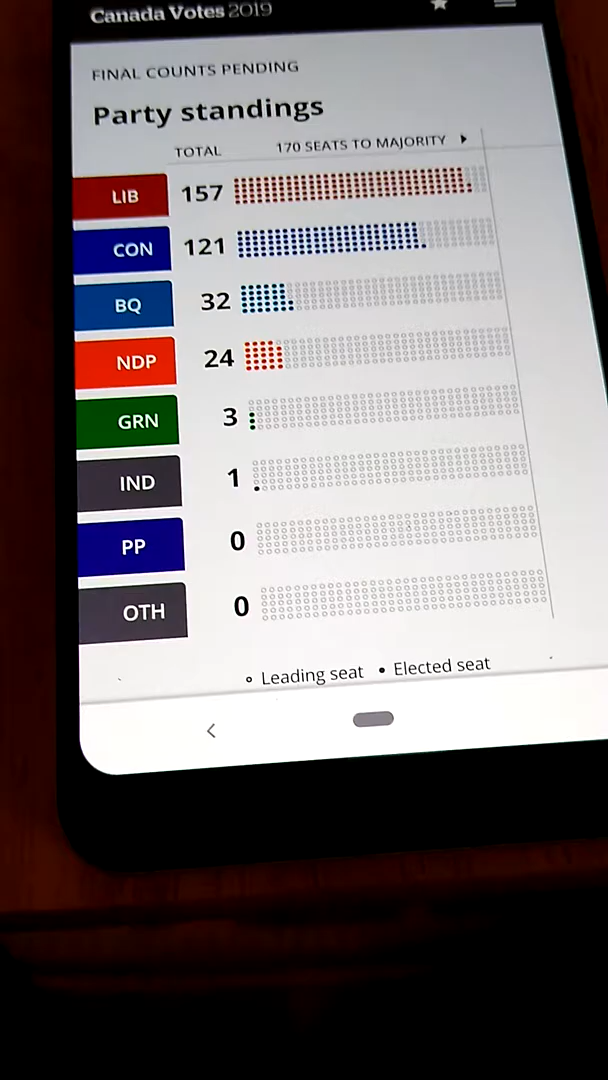 Canada Votes 2019
FINAL COUNTS PENDING
Party standings
TOTAL 170 SEATS TO MAJORITY
LIB 157
CON 121
BQ 32
NDP 24
GRN 3
IND 1
PP 0
OTH 0
Leading seat • Elected seat